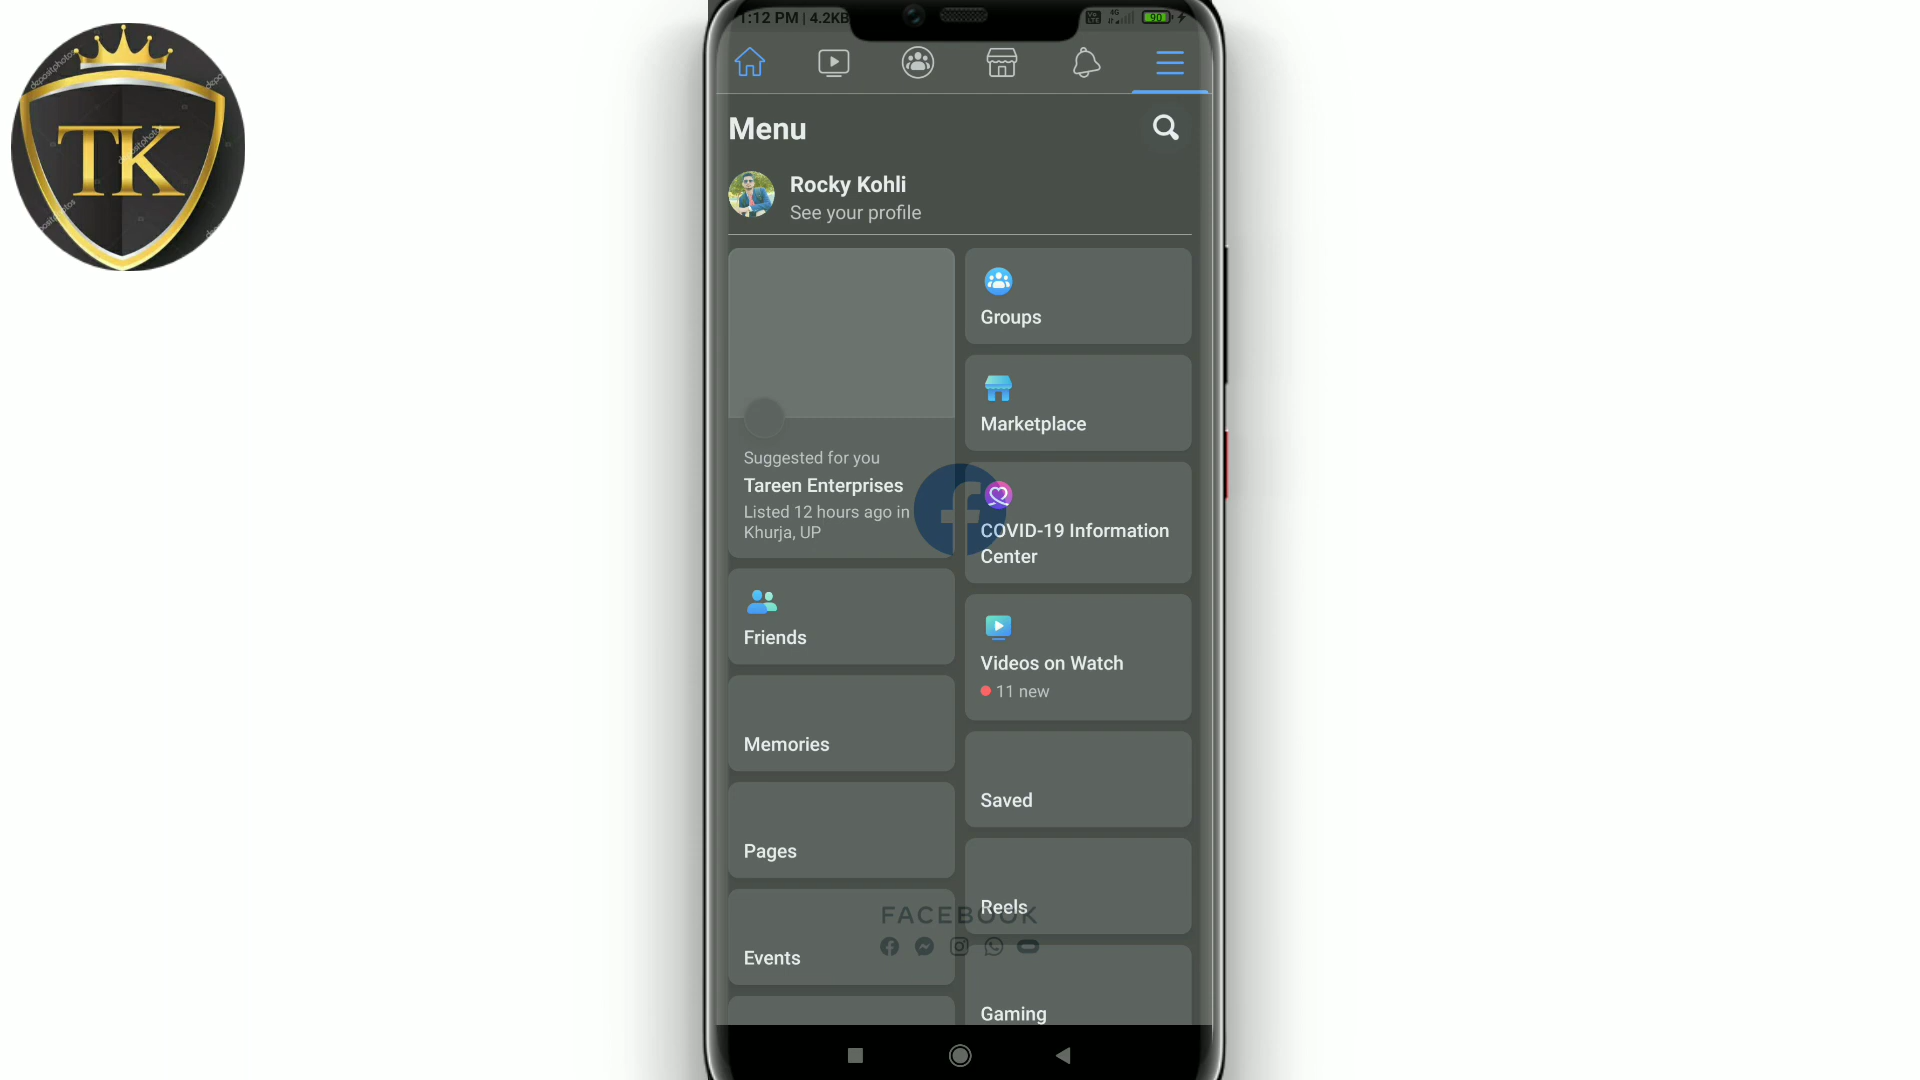 TK
1:12 PM | 4.2KB
4G
90
Menu
Rocky Kohli
See your profile
Groups
Marketplace
Suggested for you
Tareen Enterprises
Listed 12 hours ago in
Khurja, UP
COVID-19 Information
Center
Friends
Videos on Watch
11 new
Memories
Saved
Pages
Reels
FACEBOOK
Events
Gaming